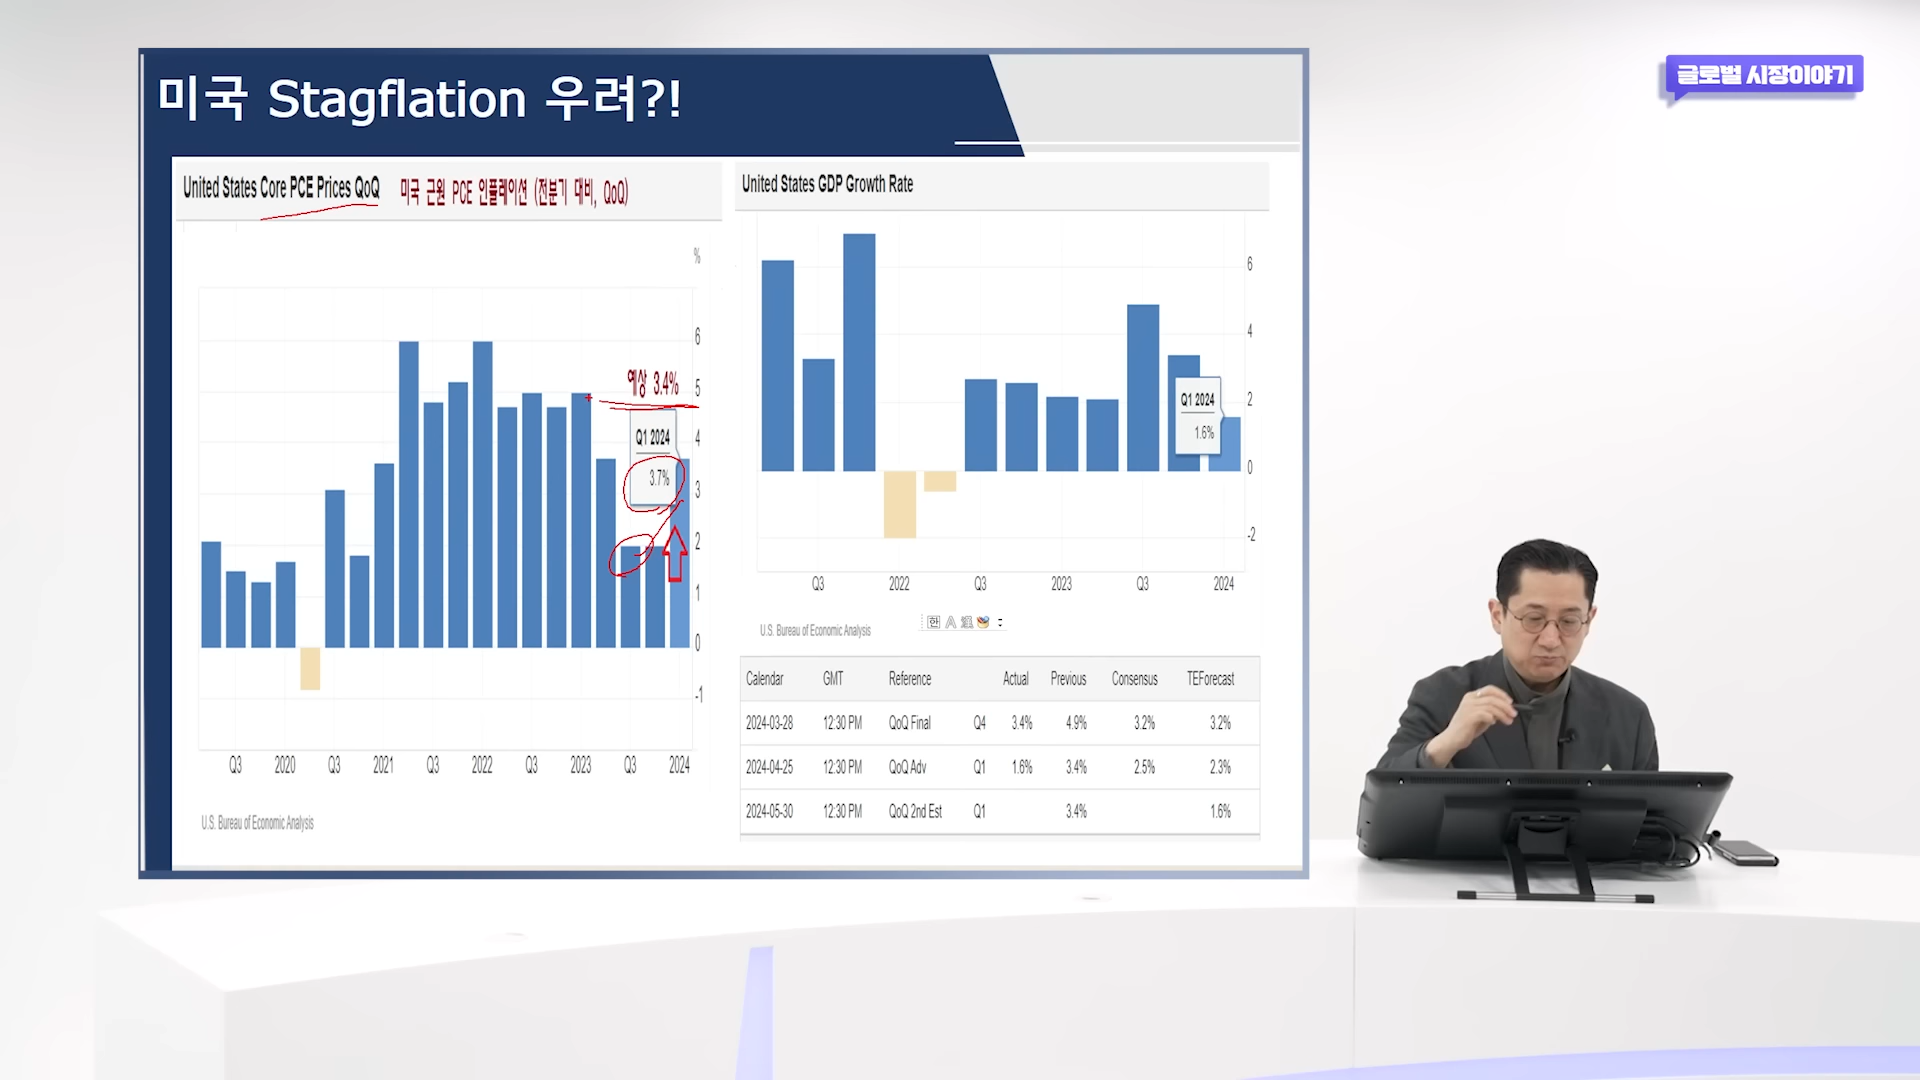 미국 Stagflation 우려?!
글로벌 시장이야기
United States Core PCE Prices QoQ 미국 근원 PCE 인플레이션 (전분기 대비, QoQ)
%
6
5
4
3
2
1
0
-1
예상 3.4%
Q1 2024
3.7%
Q3 2020 Q3 2021 Q3 2022 Q3 2023 Q3 2024
U.S. Bureau of Economic Analysis
United States GDP Growth Rate
6
4
2
0
-2
Q1 2024
1.6%
Q3 2022 Q3 2023 Q3 2024
U.S. Bureau of Economic Analysis
한 A
Calendar GMT Reference Actual Previous Consensus TEForecast
2024-03-28 12:30 PM QoQ Final Q4 3.4% 4.9% 3.2% 3.2%
2024-04-25 12:30 PM QoQ Adv Q1 1.6% 3.4% 2.5% 2.3%
2024-05-30 12:30 PM QoQ 2nd Est Q1 3.4% 1.6%